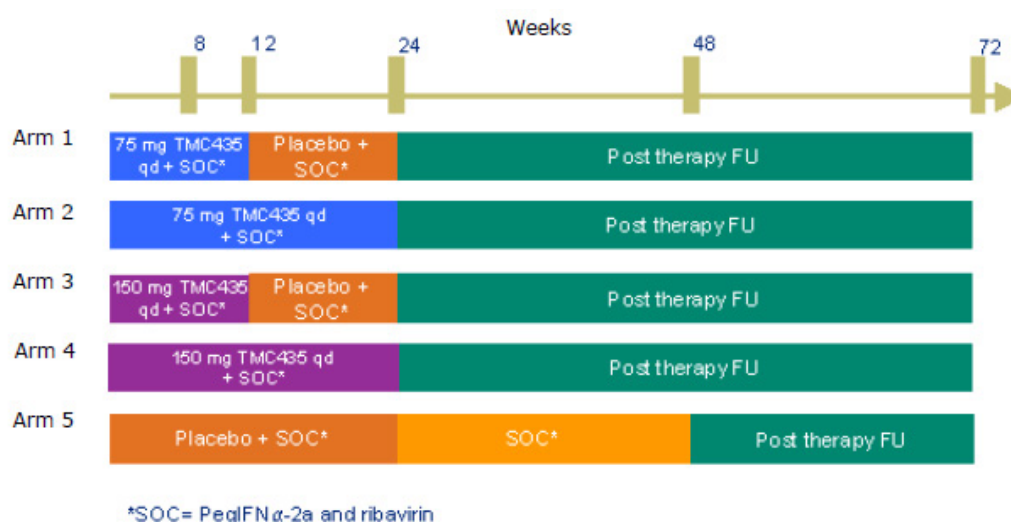 Weeks
8
12
24
48
72
Arm 1
75 mg TMC435
qd + SOC*
Placebo +
SOC*
Post therapy FU
Arm 2
75 mg TMC435 qd
+ SOC*
Post therapy FU
Arm 3
150 mg TMC435
qd + SOC*
Placebo +
SOC*
Post therapy FU
Arm 4
150 mg TMC435 qd
+ SOC*
Post therapy FU
Arm 5
Placebo + SOC*
SOC*
Post therapy FU
*SOC= PegIFNα-2a and ribavirin